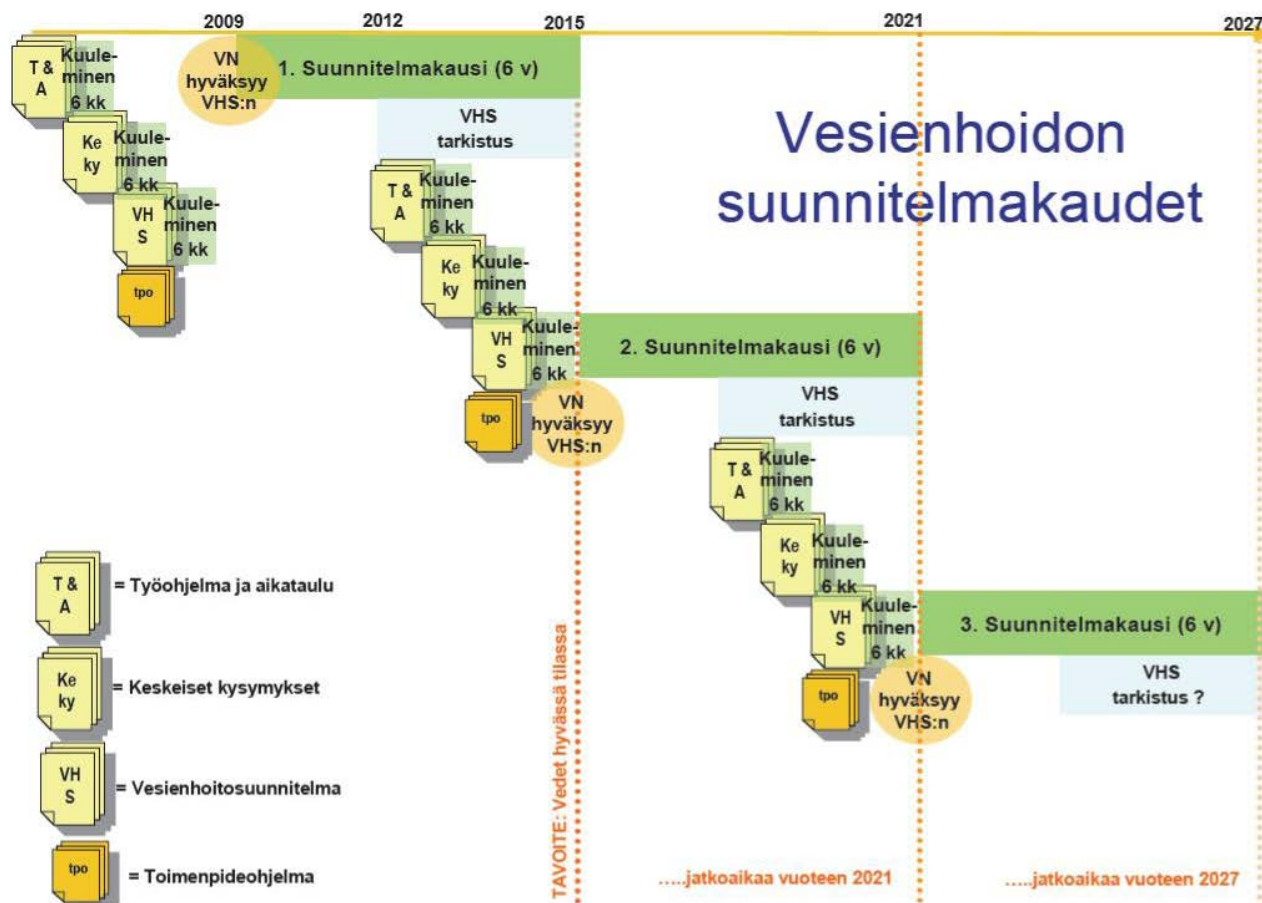 2009 2012 2015 2021 2027
T &
A
Kuule-
minen
6 kk
VN
hyväksyy
VHS:n
1. Suunnitelmakausi (6 v)
Ke
ky
Kuule-
minen
6 kk
VHS
tarkistus
Vesienhoidon
suunnitelmakaudet
VH
S
Kuule-
minen
6 kk
tpo
T &
A
Kuule-
minen
6 kk
Ke
ky
Kuule-
minen
6 kk
VH
S
Kuule-
minen
6 kk
2. Suunnitelmakausi (6 v)
tpo
VN
hyväksyy
VHS:n
VHS
tarkistus
T &
A
Kuule-
minen
6 kk
Ke
ky
Kuule-
minen
6 kk
VH
S
Kuule-
minen
6 kk
3. Suunnitelmakausi (6 v)
tpo
VN
hyväksyy
VHS:n
VHS
tarkistus ?
T &
A
= Työohjelma ja aikataulu
Ke
ky
= Keskeiset kysymykset
VH
S
= Vesienhoitosuunnitelma
tpo
= Toimenpideohjelma
TAVOITE: Vedet hyvässä tilassa
.....jatkoaikaa vuoteen 2021
.....jatkoaikaa vuoteen 2027